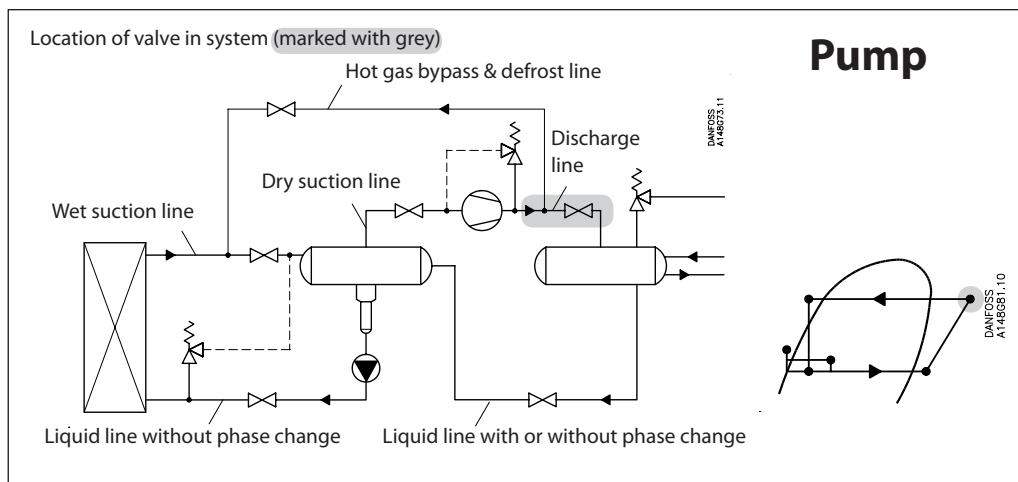 Location of valve in system (marked with grey)
Pump
Hot gas bypass & defrost line
DANFOSS
A148G73.11
Discharge
line
Dry suction line
Wet suction line
DANFOSS
A148G81.10
Liquid line without phase change
Liquid line with or without phase change